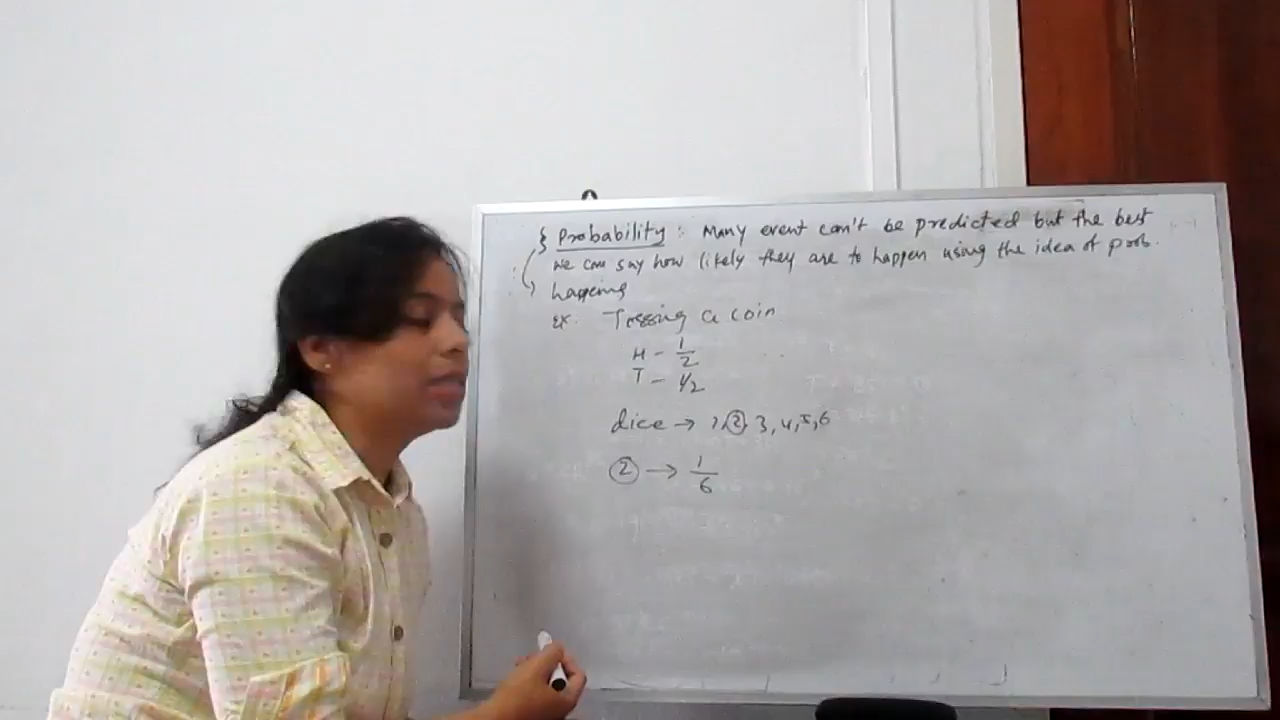 Probability : Many event can't be predicted but the best
we can say how likely they are to happen using the idea of prob.
happening
Ex. Tossing a coin
H - 1/2
T - 1/2
dice → 1, 2, 3, 4, 5, 6
2 → 1/6